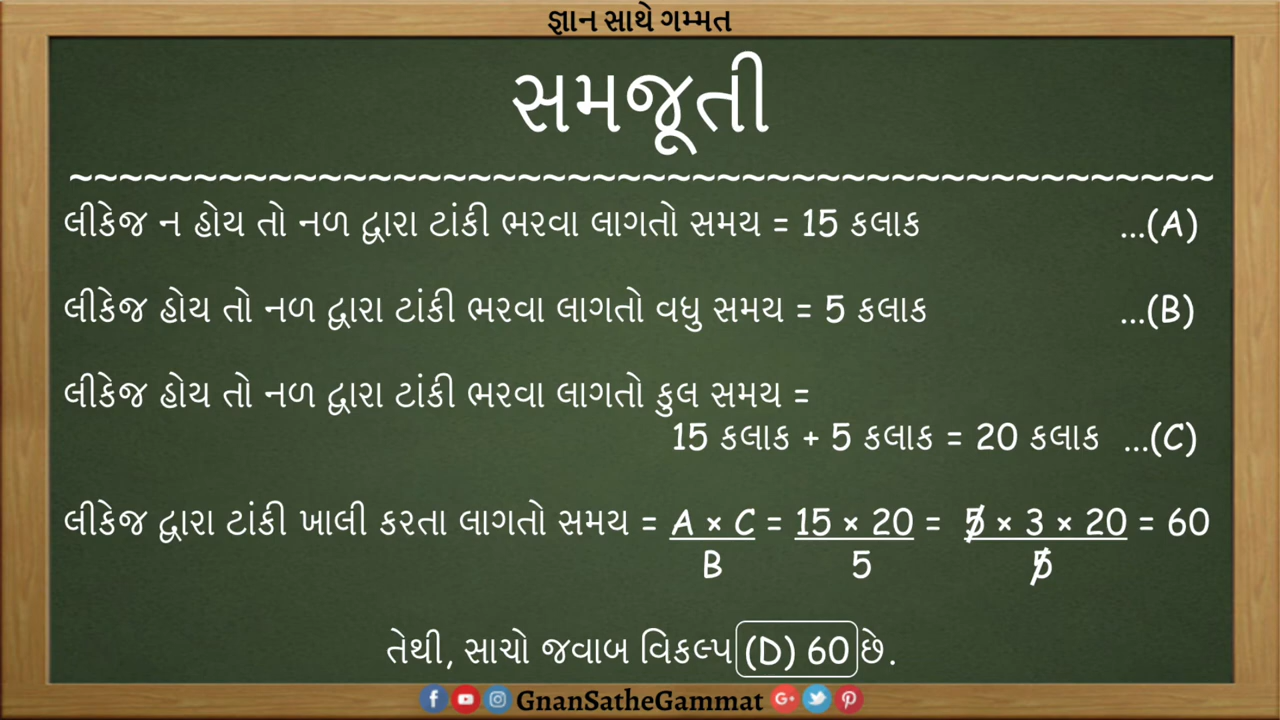 જ્ઞાન સાથે ગમ્મત
સમજૂતી
~~~~~~~~~~~~~~~~~~~~~~~~~~~~~~~~~~~~~~~~~~~~~~
લીકેજ ન હોય તો નળ દ્વારા ટાંકી ભરવા લાગતો સમય = 15 કલાક ...(A)
લીકેજ હોય તો નળ દ્વારા ટાંકી ભરવા લાગતો વધુ સમય = 5 કલાક ...(B)
લીકેજ હોય તો નળ દ્વારા ટાંકી ભરવા લાગતો કુલ સમય =
15 કલાક + 5 કલાક = 20 કલાક ...(C)
લીકેજ દ્વારા ટાંકી ખાલી કરતા લાગતો સમય = A × C = 15 × 20 = 5 × 3 × 20 = 60
B 5 5
તેથી, સાચો જવાબ વિકલ્પ (D) 60 છે.
GnanSatheGammat